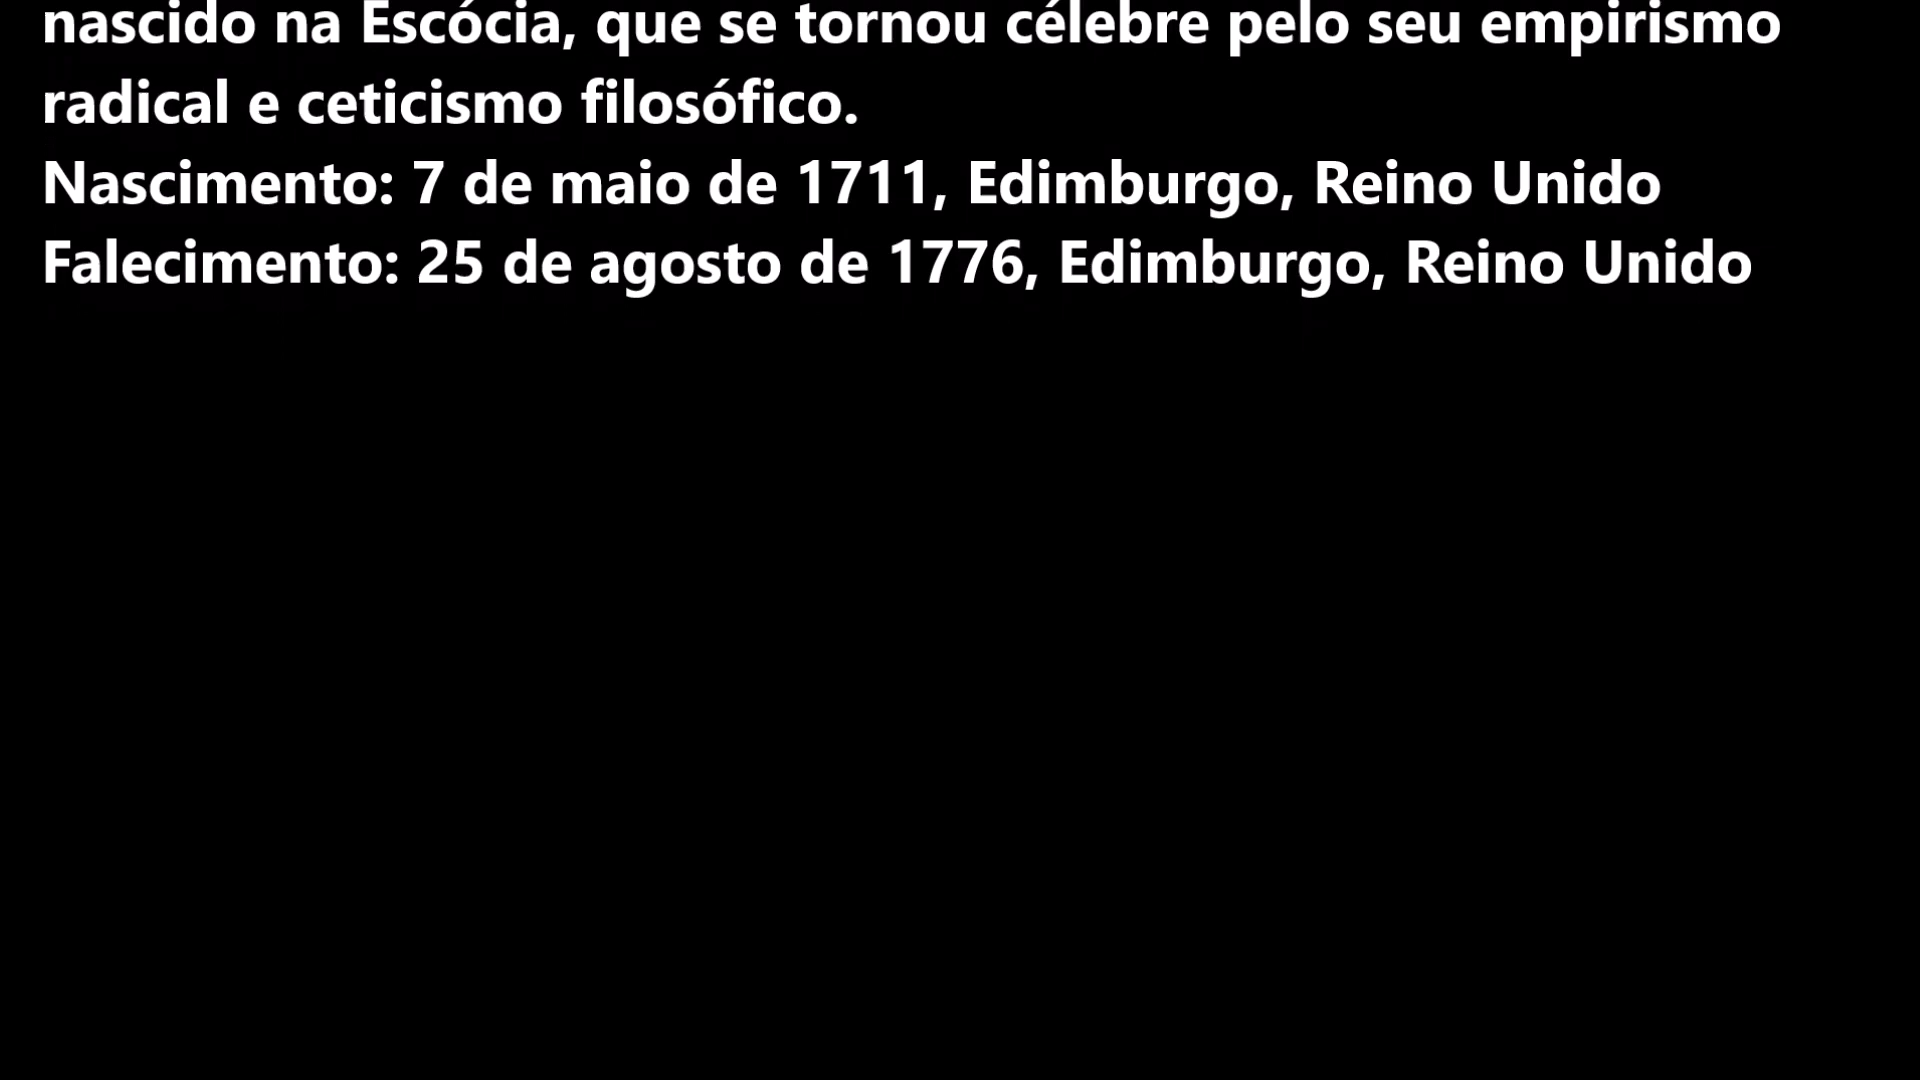 nascido na Escócia, que se tornou célebre pelo seu empirismo
radical e ceticismo filosófico.
Nascimento: 7 de maio de 1711, Edimburgo, Reino Unido
Falecimento: 25 de agosto de 1776, Edimburgo, Reino Unido